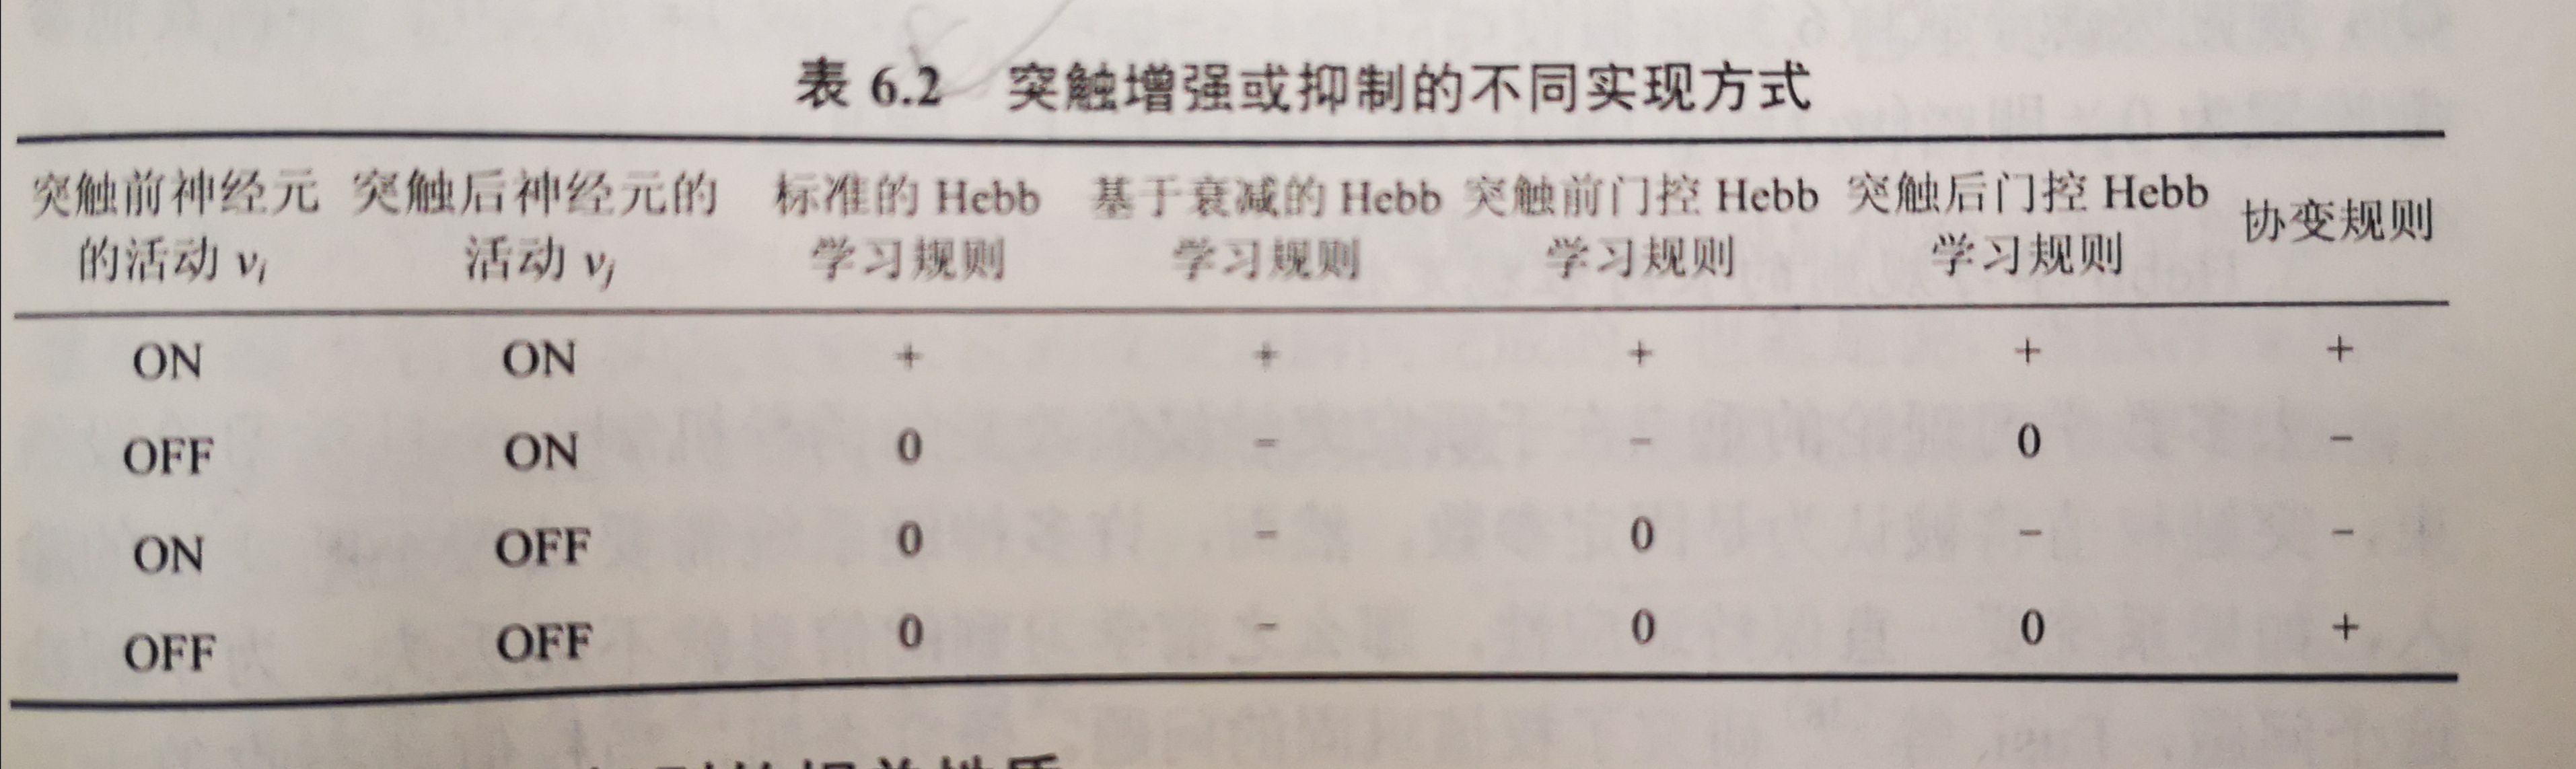 表 6.2 突触增强或抑制的不同实现方式
突触前神经元 突触后神经元的 标准的 Hebb 基于衰减的 Hebb 突触前门控 Hebb 突触后门控 Hebb 协变规则
的活动 νi 活动 νj 学习规则 学习规则 学习规则 学习规则
ON ON + + + + +
OFF ON 0 − − 0 −
ON OFF 0 − 0 − −
OFF OFF 0 − 0 0 +